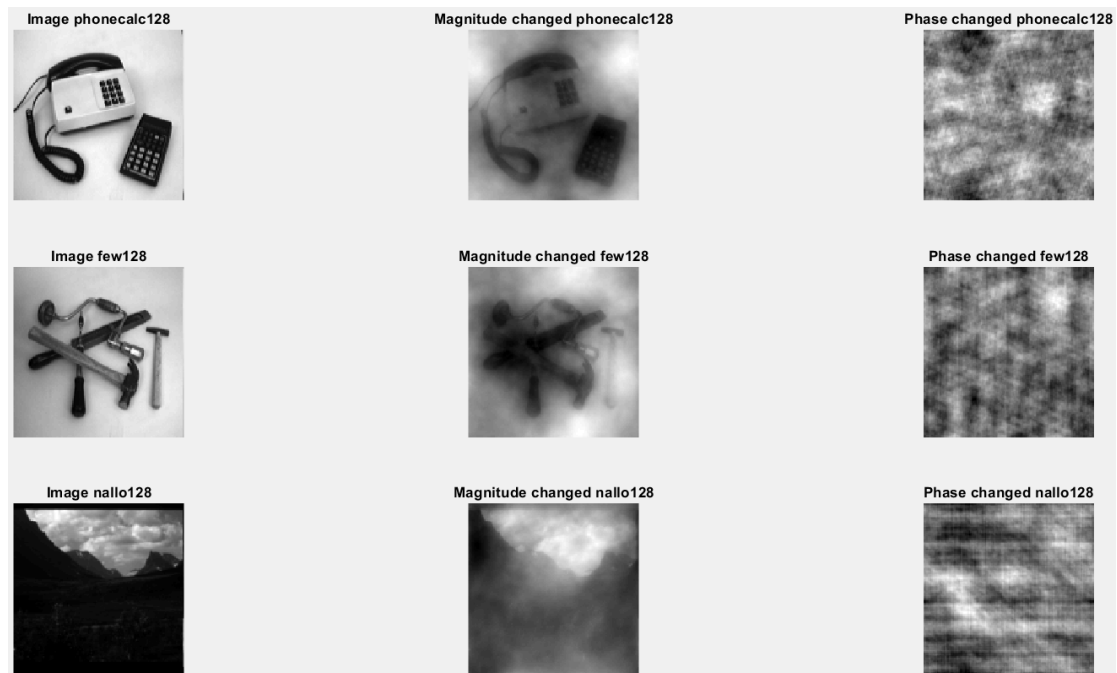 Image phonecalc128
Magnitude changed phonecalc128
Phase changed phonecalc128
Image few128
Magnitude changed few128
Phase changed few128
Image nallo128
Magnitude changed nallo128
Phase changed nallo128